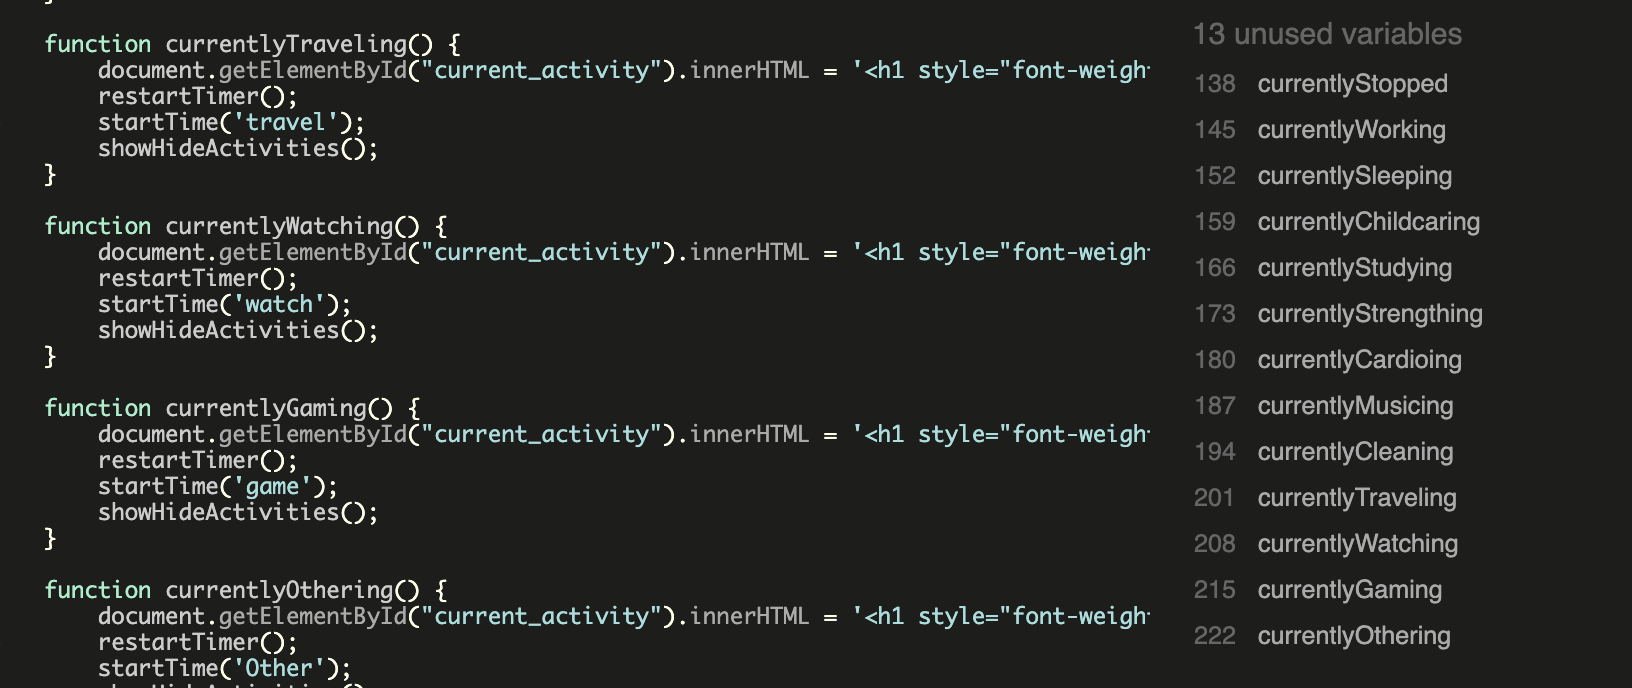 }
function currentlyTraveling() {
document.getElementById("current_activity").innerHTML = '<h1 style="font-weigh
restartTimer();
startTime('travel');
showHideActivities();
}
function currentlyWatching() {
document.getElementById("current_activity").innerHTML = '<h1 style="font-weigh
restartTimer();
startTime('watch');
showHideActivities();
}
function currentlyGaming() {
document.getElementById("current_activity").innerHTML = '<h1 style="font-weigh
restartTimer();
startTime('game');
showHideActivities();
}
function currentlyOthering() {
document.getElementById("current_activity").innerHTML = '<h1 style="font-weigh
restartTimer();
startTime('Other');
showHideActivities();
13 unused variables
138 currentlyStopped
145 currentlyWorking
152 currentlySleeping
159 currentlyChildcaring
166 currentlyStudying
173 currentlyStrengthing
180 currentlyCardioing
187 currentlyMusicing
194 currentlyCleaning
201 currentlyTraveling
208 currentlyWatching
215 currentlyGaming
222 currentlyOthering